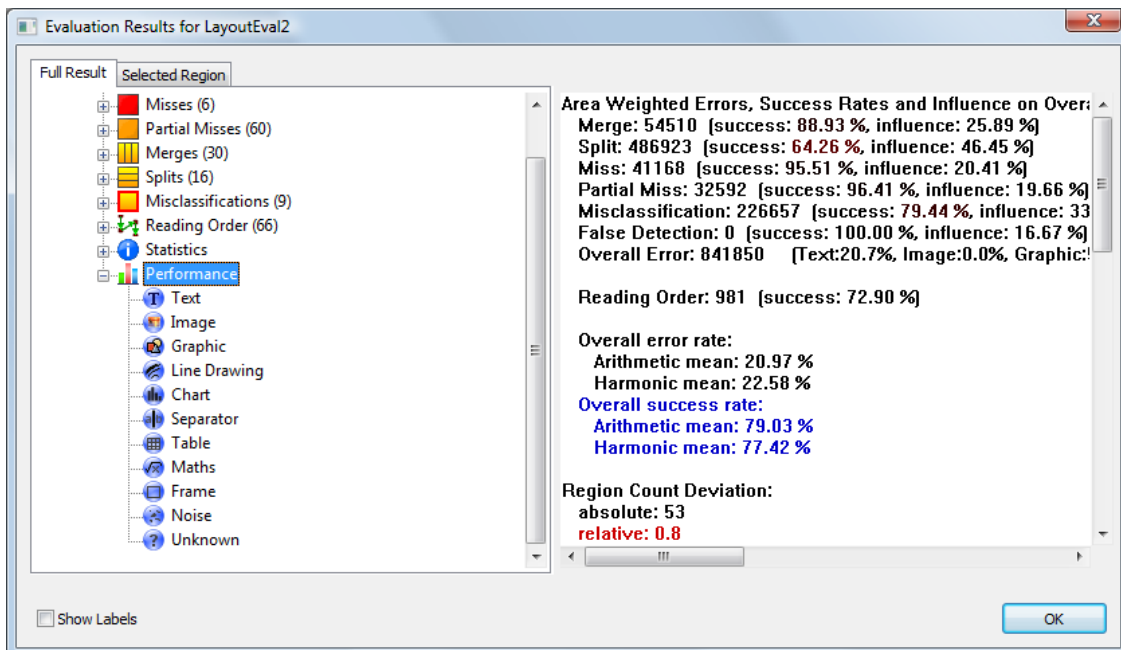 Evaluation Results for LayoutEval2
Full Result
Selected Region
Misses (6)
Partial Misses (60)
Merges (30)
Splits (16)
Misclassifications (9)
Reading Order (66)
Statistics
Performance
Text
Image
Graphic
Line Drawing
Chart
Separator
Table
Maths
Frame
Noise
Unknown
Area Weighted Errors, Success Rates and Influence on Overa
Merge: 54510 (success: 88.93 %, influence: 25.89 %)
Split: 486923 (success: 64.26 %, influence: 46.45 %)
Miss: 41168 (success: 95.51 %, influence: 20.41 %)
Partial Miss: 32592 (success: 96.41 %, influence: 19.66 %)
Misclassification: 226657 (success: 79.44 %, influence: 33
False Detection: 0 (success: 100.00 %, influence: 16.67 %)
Overall Error: 841850 (Text:20.7%, Image:0.0%, Graphic:
Reading Order: 981 (success: 72.90 %)
Overall error rate:
Arithmetic mean: 20.97 %
Harmonic mean: 22.58 %
Overall success rate:
Arithmetic mean: 79.03 %
Harmonic mean: 77.42 %
Region Count Deviation:
absolute: 53
relative: 0.8
Show Labels
OK